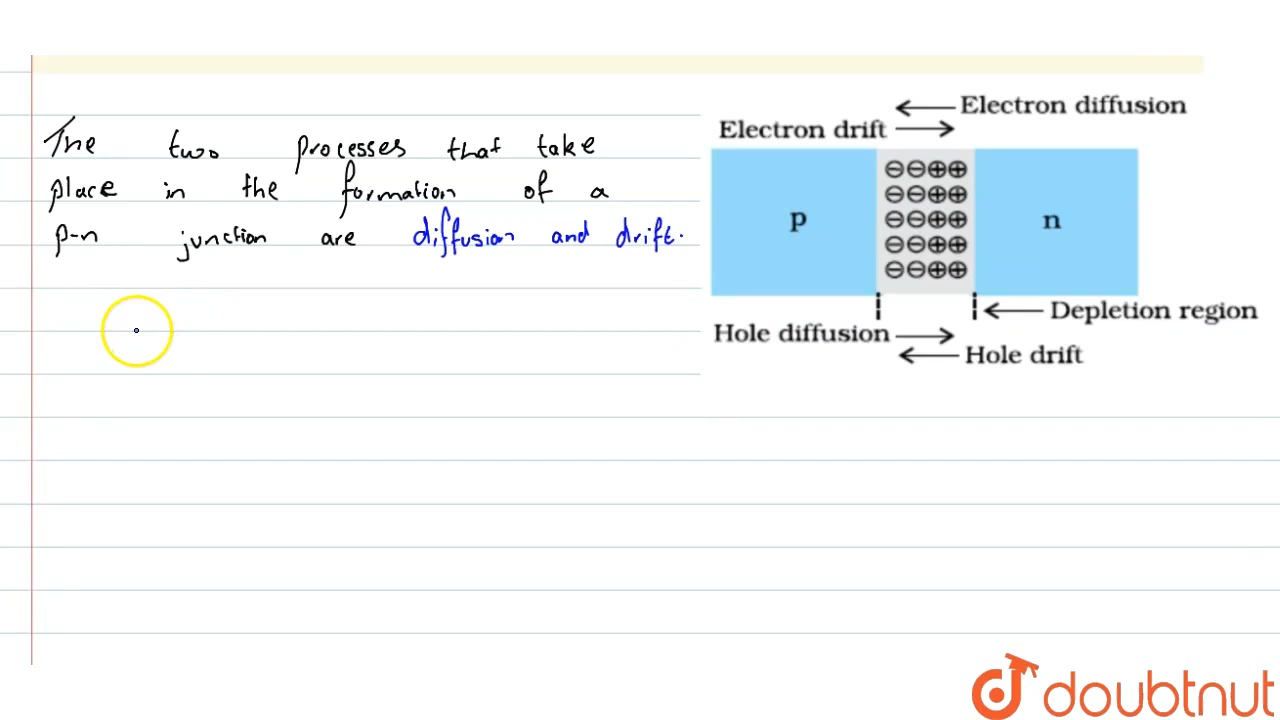 The two processes that take
place in the formation of a
p-n junction are diffusion and drift.
Electron diffusion
Electron drift
⊖⊖⊕⊕
⊖⊖⊕⊕
p ⊖⊖⊕⊕ n
⊖⊖⊕⊕
⊖⊖⊕⊕
Depletion region
Hole diffusion
Hole drift
doubtnut